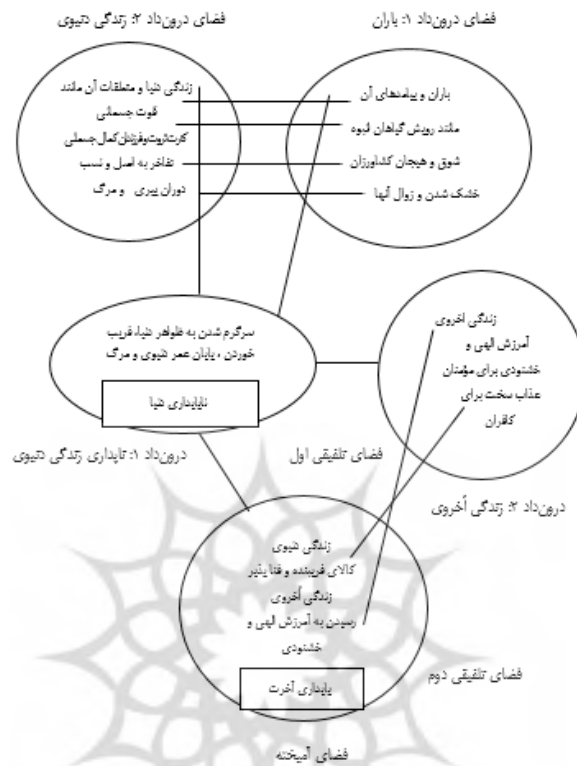 فضای درون‌داد ۱: باران
فضای درون‌داد ۲: زندگی دنیوی
باران و پیامدهای آن
مانند رویش گیاهان انبوه
شوق و هیجان کشاورزان
خشک شدن و زوال آنها
زندگی دنیا و متعلقات آن مانند
قوت جسمانی
کثرت ثروت و فرزندان کمال جسمانی
تفاخر به اصل و نسب
دوران پیری و مرگ
سرگرم شدن به ظواهر دنیا، فریب
خوردن ، پایان عمر دنیوی و مرگ
ناپایداری دنیا
زندگی اخروی
آمرزش الهی و
خشنودی برای مؤمنان
عذاب سخت برای
کافران
درون‌داد ۲: زندگی اُخروی
فضای تلفیقی اول
درون‌داد ۱: ناپایداری زندگی دنیوی
زندگی دنیوی
کالای فریبنده و فنا پذیر
زندگی اُخروی
رسیدن به آمرزش الهی و
خشنودی
پایداری آخرت
فضای تلفیقی دوم
فضای آمیخته